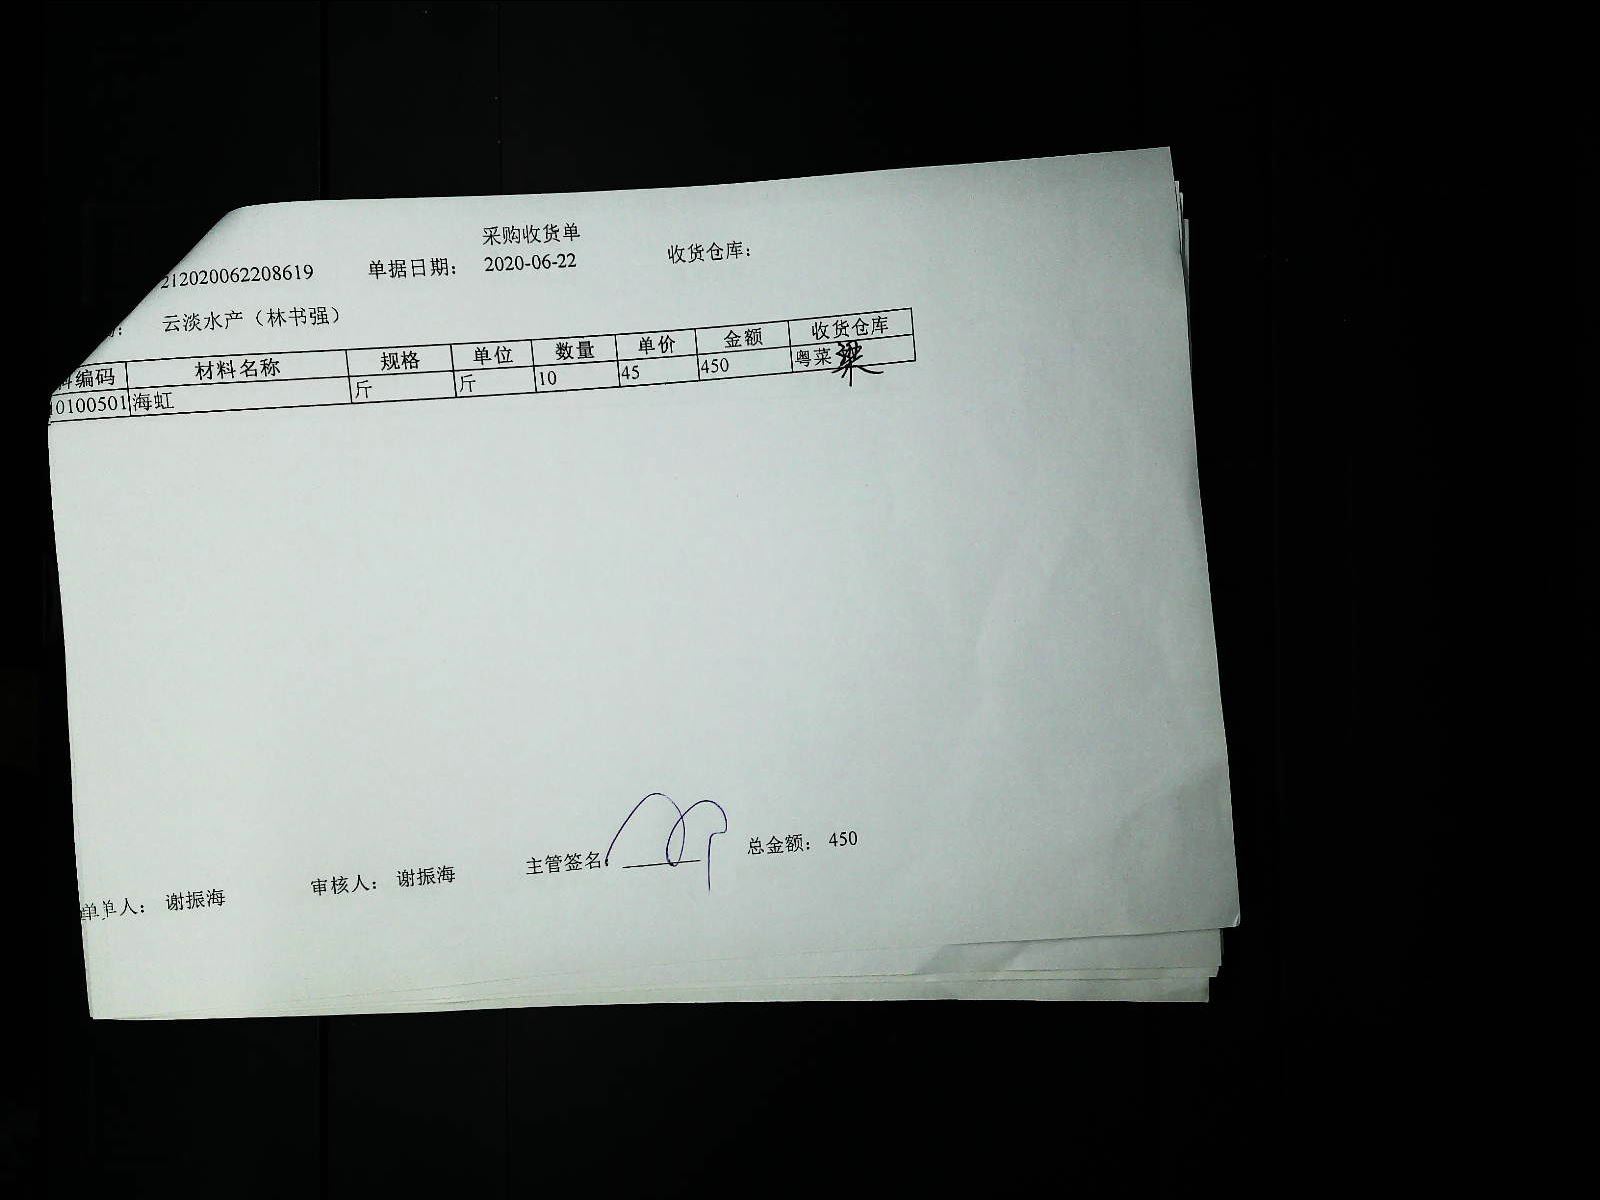 采购收货单
212020062208619 单据日期： 2020-06-22 收货仓库：
云淡水产（林书强）
料编码 材料名称 规格 单位 数量 单价 金额 收货仓库
0100501 海虹 斤 斤 10 45 450 粤菜 梁
单人： 谢振海 审核人： 谢振海 主管签名： 总金额： 450